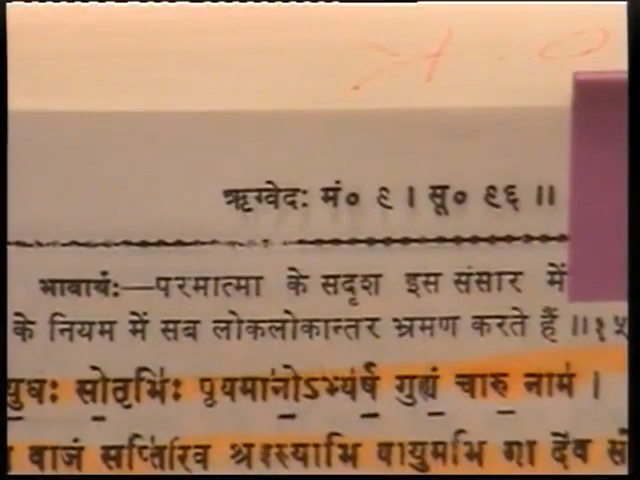 ऋग्वेदः मं० ९ । सू० ९६ ॥
भावार्थः—परमात्मा के सदृश इस संसार में
के नियम में सब लोकलोकान्तर भ्रमण करते हैं ॥१५
युधः सोतृभिः पूयमानोऽभ्यर्ष गुह्यं चारु नाम ।
वाजं सप्तिरिव श्रवस्याभि वायुमभि गा देव सो